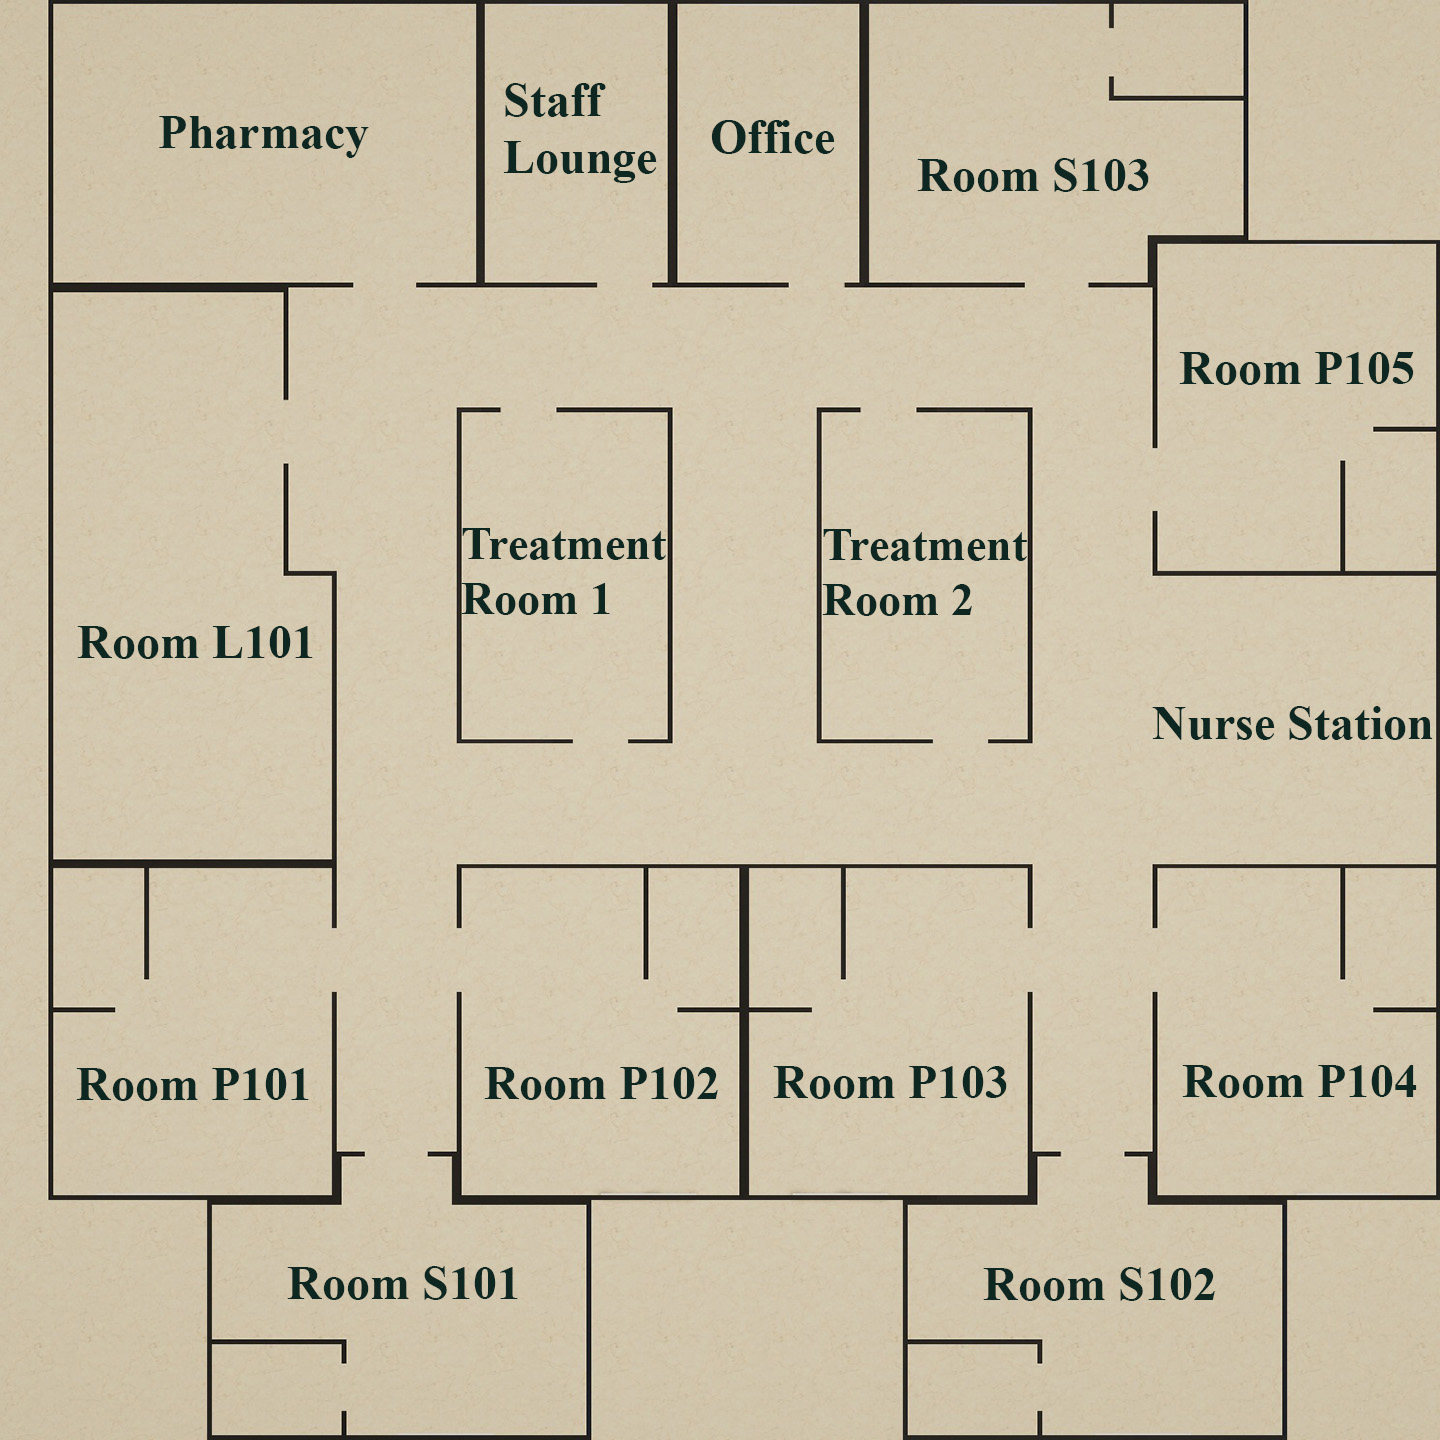 Pharmacy
Staff
Lounge
Office
Room S103
Room P105
Treatment
Room 1
Treatment
Room 2
Room L101
Nurse Station
Room P101
Room P102
Room P103
Room P104
Room S101
Room S102